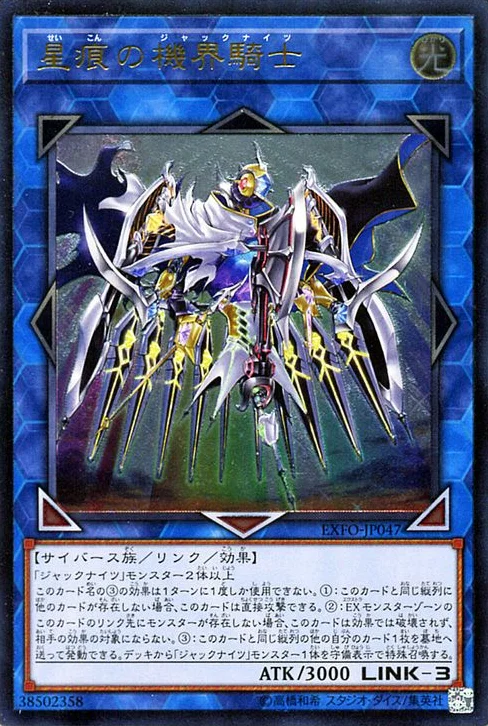 せいこん ジャックナイツ
星痕の機界騎士
光
EXFO-JP047
【サイバース族／リンク／効果】
「ジャックナイツ」モンスター2体以上
このカード名の③の効果は1ターンに1度しか使用できない。①：このカードと同じ縦列に
他のカードが存在しない場合、このカードは直接攻撃できる。②：EXモンスターゾーンの
このカードのリンク先にモンスターが存在しない場合、このカードは効果では破壊されず、
相手の効果の対象にならない。③：このカードと同じ縦列の他の自分のカード1枚を墓地へ
送って発動できる。デッキから「ジャックナイツ」モンスター1体を守備表示で特殊召喚する。
ATK/3000 LINK-3
38502358 ©高橋和希 スタジオ・ダイス/集英社